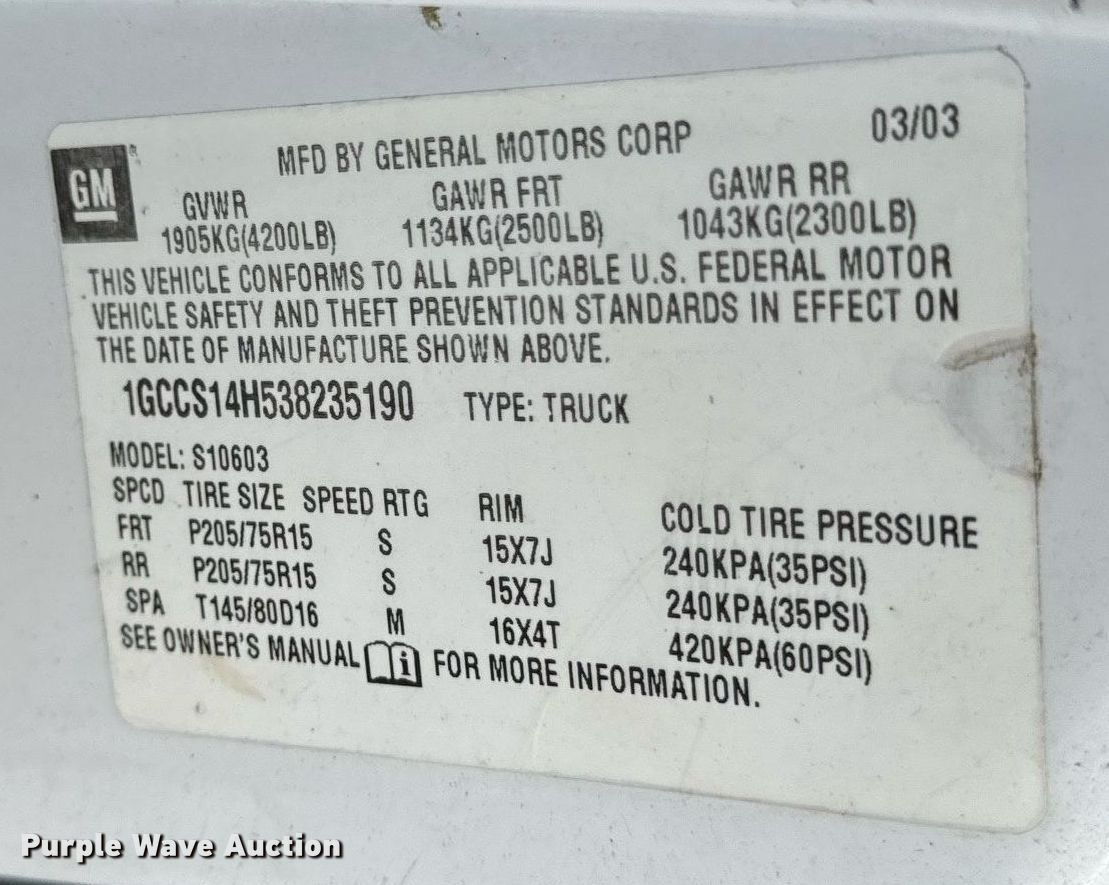 GM
MFD BY GENERAL MOTORS CORP 03/03
GVWR GAWR FRT GAWR RR
1905KG(4200LB) 1134KG(2500LB) 1043KG(2300LB)
THIS VEHICLE CONFORMS TO ALL APPLICABLE U.S. FEDERAL MOTOR
VEHICLE SAFETY AND THEFT PREVENTION STANDARDS IN EFFECT ON
THE DATE OF MANUFACTURE SHOWN ABOVE.
1GCCS14H538235190 TYPE: TRUCK
MODEL: S10603
SPCD TIRE SIZE SPEED RTG RIM COLD TIRE PRESSURE
FRT P205/75R15 S 15X7J 240KPA(35PSI)
RR P205/75R15 S 15X7J 240KPA(35PSI)
SPA T145/80D16 M 16X4T 420KPA(60PSI)
SEE OWNER'S MANUAL i FOR MORE INFORMATION.
Purple Wave Auction